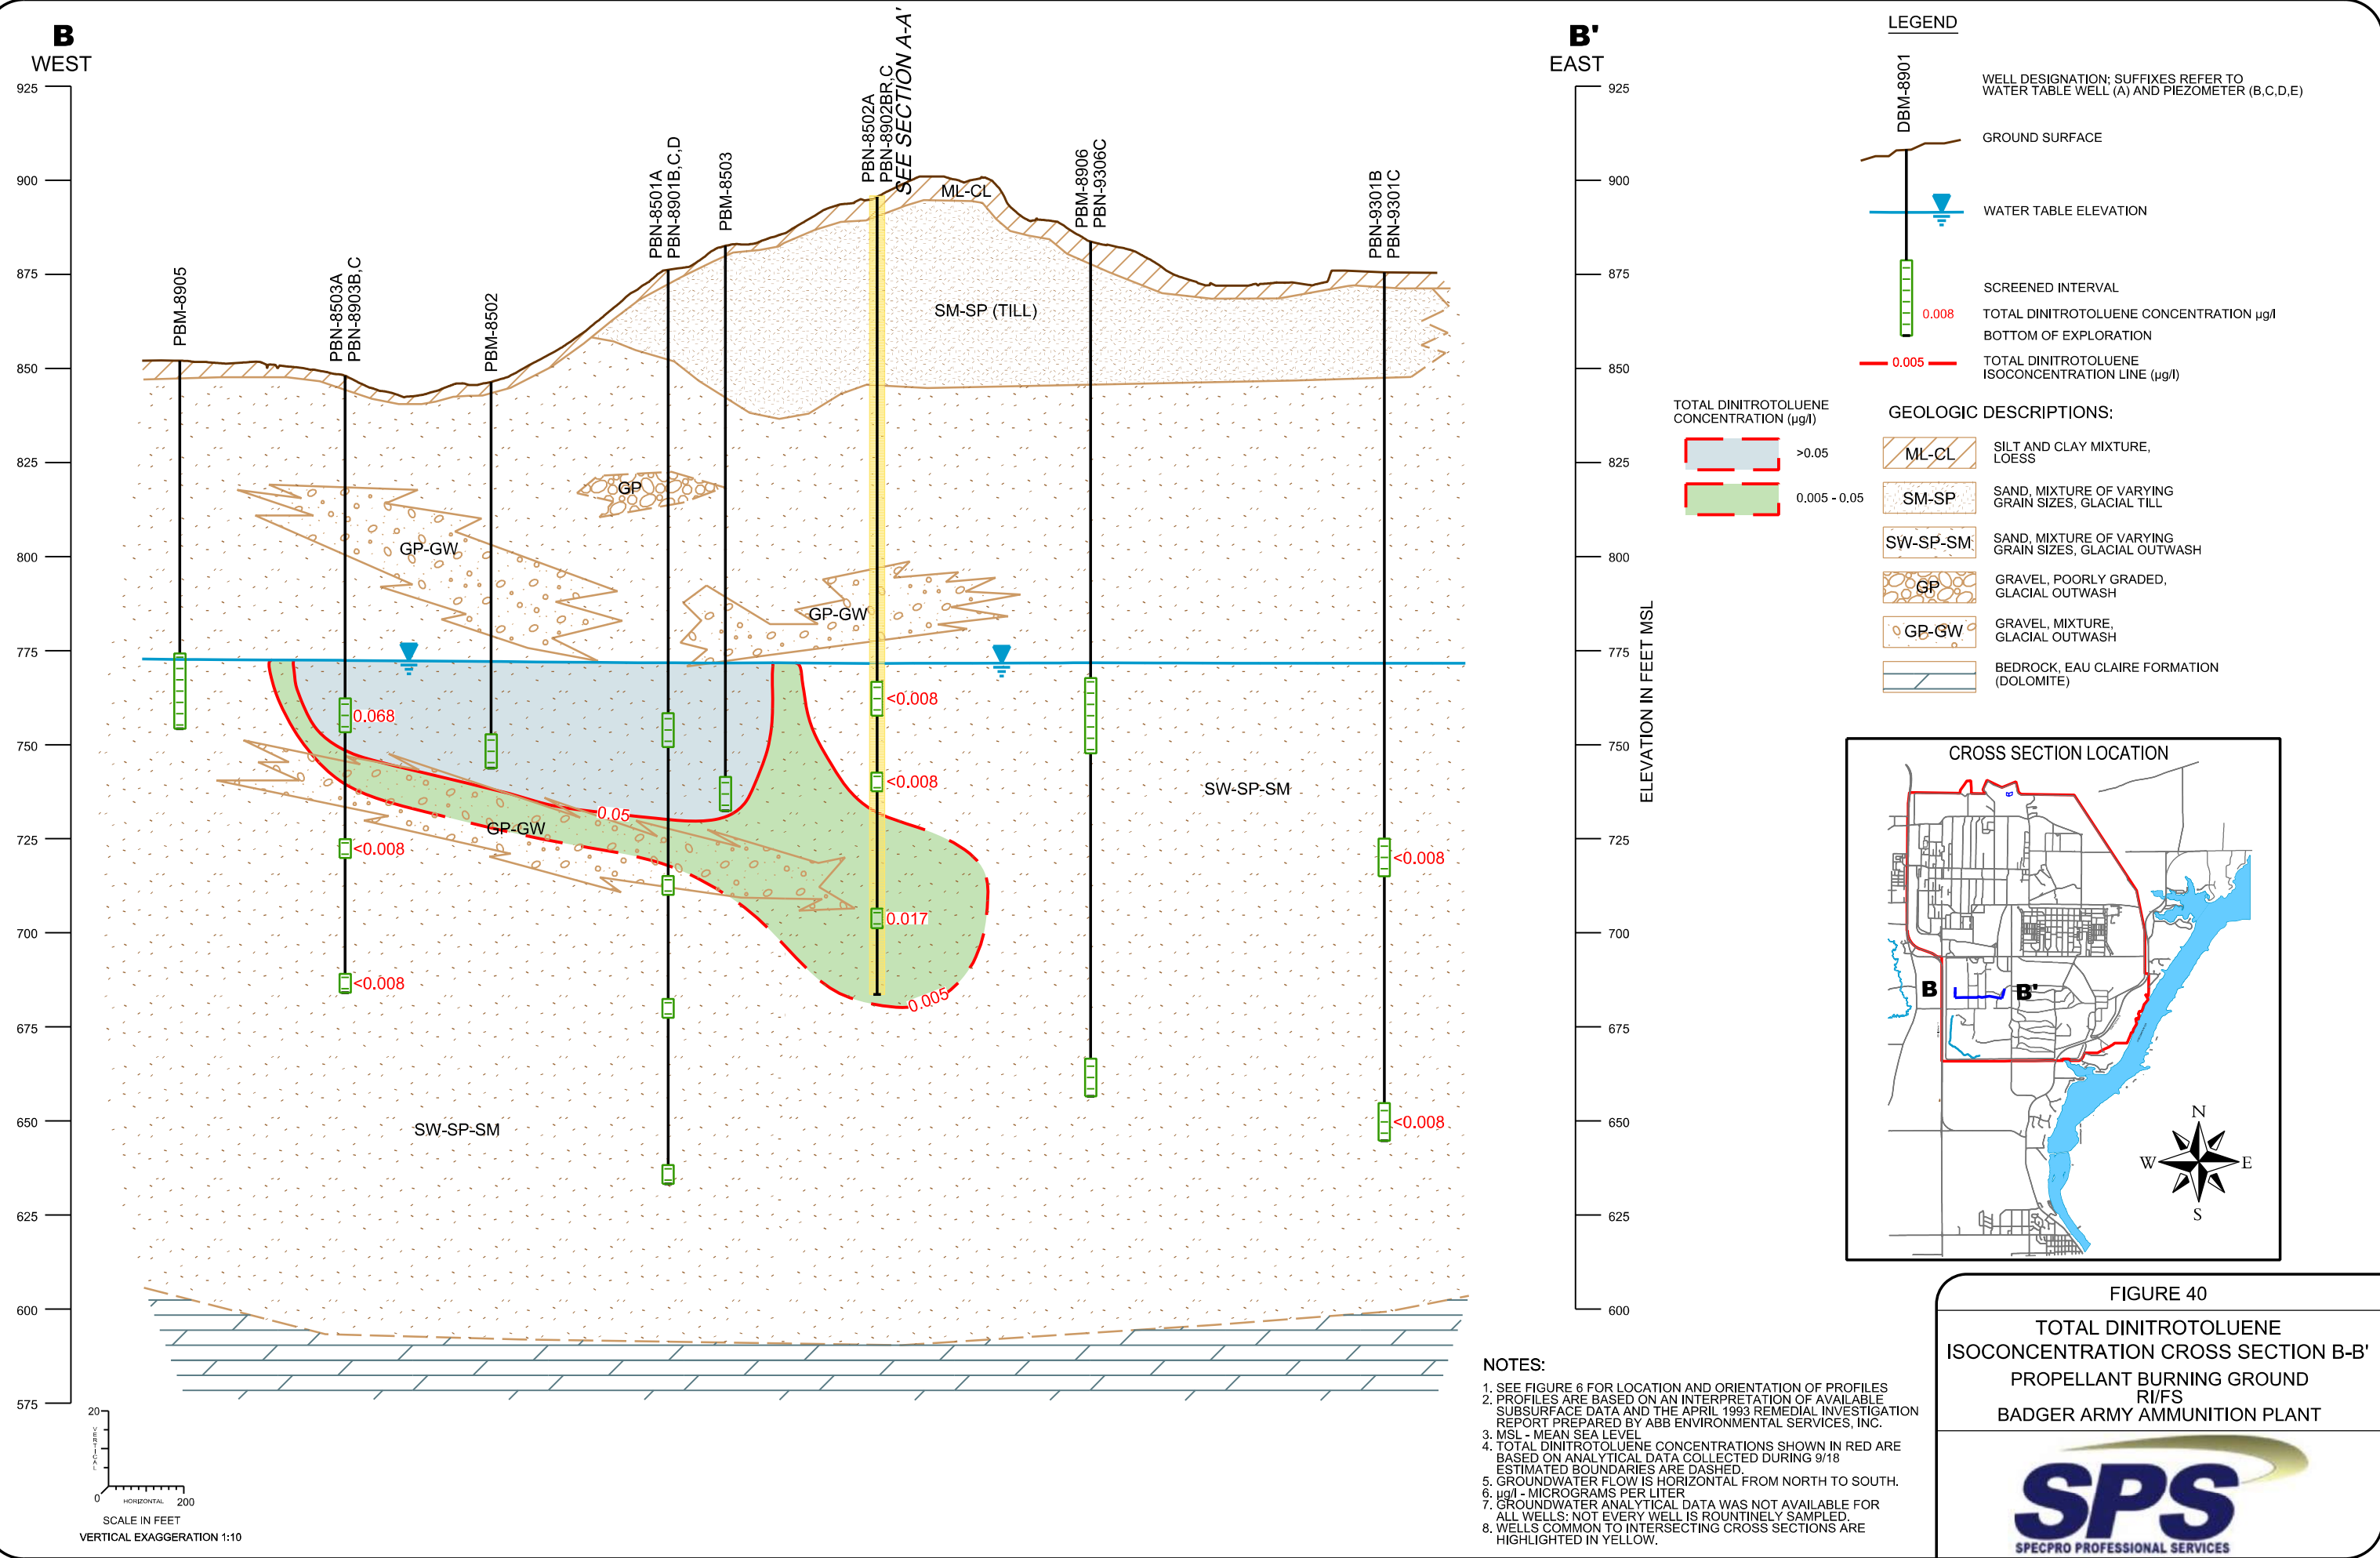 B
WEST
B'
EAST
925
900
875
850
825
800
775
750
725
700
675
650
625
600
575
PBM-8905
PBN-8503A
PBN-8903B,C
PBM-8502
PBN-8501A
PBN-8901B,C,D
PBM-8503
PBN-8502A
PBN-8902BR,C
SEE SECTION A-A'
PBM-8906
PBN-9306C
PBN-9301B
PBN-9301C
ML-CL
SM-SP (TILL)
GP
GP-GW
GP-GW
GP-GW
SW-SP-SM
SW-SP-SM
0.068
<0.008
<0.008
0.05
<0.008
<0.008
0.017
0.005
<0.008
<0.008
925
900
875
850
825
800
775
750
725
700
675
650
625
600
ELEVATION IN FEET MSL
20
VERTICAL
0
HORIZONTAL
200
SCALE IN FEET
VERTICAL EXAGGERATION 1:10
LEGEND
DBM-8901
WELL DESIGNATION; SUFFIXES REFER TO
WATER TABLE WELL (A) AND PIEZOMETER (B,C,D,E)
GROUND SURFACE
WATER TABLE ELEVATION
SCREENED INTERVAL
0.008
TOTAL DINITROTOLUENE CONCENTRATION µg/l
BOTTOM OF EXPLORATION
0.005
TOTAL DINITROTOLUENE
ISOCONCENTRATION LINE (µg/l)
TOTAL DINITROTOLUENE
CONCENTRATION (µg/l)
>0.05
0.005 - 0.05
GEOLOGIC DESCRIPTIONS:
ML-CL
SILT AND CLAY MIXTURE,
LOESS
SM-SP
SAND, MIXTURE OF VARYING
GRAIN SIZES, GLACIAL TILL
SW-SP-SM
SAND, MIXTURE OF VARYING
GRAIN SIZES, GLACIAL OUTWASH
GP
GRAVEL, POORLY GRADED,
GLACIAL OUTWASH
GP-GW
GRAVEL, MIXTURE,
GLACIAL OUTWASH
BEDROCK, EAU CLAIRE FORMATION
(DOLOMITE)
CROSS SECTION LOCATION
B
B'
N
W
E
S
NOTES:
1. SEE FIGURE 6 FOR LOCATION AND ORIENTATION OF PROFILES
2. PROFILES ARE BASED ON AN INTERPRETATION OF AVAILABLE
SUBSURFACE DATA AND THE APRIL 1993 REMEDIAL INVESTIGATION
REPORT PREPARED BY ABB ENVIRONMENTAL SERVICES, INC.
3. MSL - MEAN SEA LEVEL
4. TOTAL DINITROTOLUENE CONCENTRATIONS SHOWN IN RED ARE
BASED ON ANALYTICAL DATA COLLECTED DURING 9/18
ESTIMATED BOUNDARIES ARE DASHED.
5. GROUNDWATER FLOW IS HORIZONTAL FROM NORTH TO SOUTH.
6. µg/l - MICROGRAMS PER LITER
7. GROUNDWATER ANALYTICAL DATA WAS NOT AVAILABLE FOR
ALL WELLS: NOT EVERY WELL IS ROUNTINELY SAMPLED.
8. WELLS COMMON TO INTERSECTING CROSS SECTIONS ARE
HIGHLIGHTED IN YELLOW.
FIGURE 40
TOTAL DINITROTOLUENE
ISOCONCENTRATION CROSS SECTION B-B'
PROPELLANT BURNING GROUND
RI/FS
BADGER ARMY AMMUNITION PLANT
SPS
SPECPRO PROFESSIONAL SERVICES